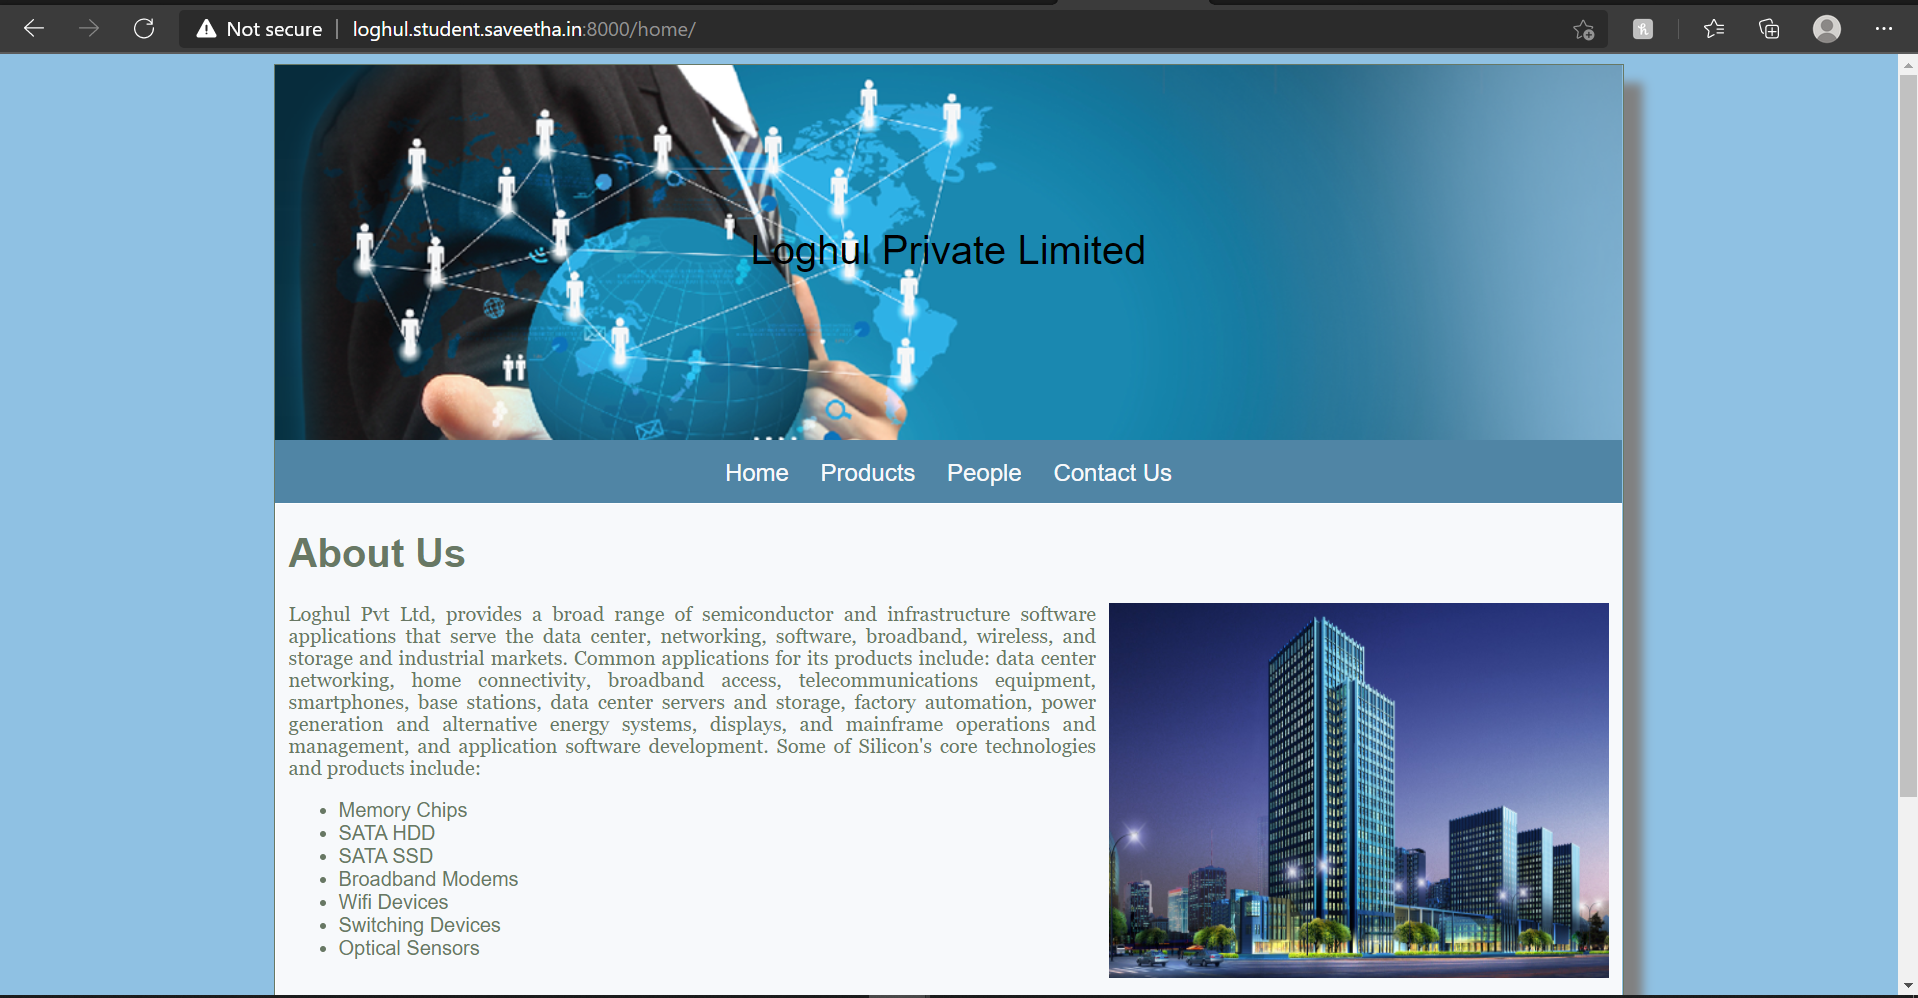 Not secure | loghul.student.saveetha.in:8000/home/
Loghul Private Limited
Home Products People Contact Us
About Us
Loghul Pvt Ltd, provides a broad range of semiconductor and infrastructure software
applications that serve the data center, networking, software, broadband, wireless, and
storage and industrial markets. Common applications for its products include: data center
networking, home connectivity, broadband access, telecommunications equipment,
smartphones, base stations, data center servers and storage, factory automation, power
generation and alternative energy systems, displays, and mainframe operations and
management, and application software development. Some of Silicon's core technologies
and products include:
• Memory Chips
• SATA HDD
• SATA SSD
• Broadband Modems
• Wifi Devices
• Switching Devices
• Optical Sensors